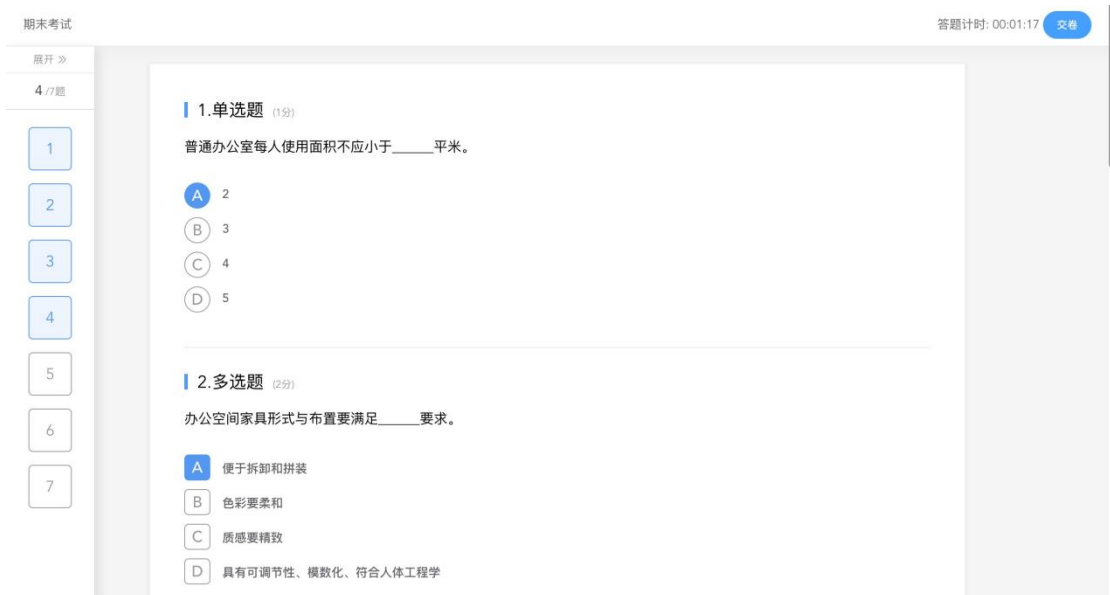 期末考试
答题计时: 00:01:17 交卷
展开 »
4 /7题
1
2
3
4
5
6
7
1.单选题 (1分)
普通办公室每人使用面积不应小于______平米。
A 2
B 3
C 4
D 5
2.多选题 (2分)
办公空间家具形式与布置要满足______要求。
A 便于拆卸和拼装
B 色彩要柔和
C 质感要精致
D 具有可调节性、模数化、符合人体工程学